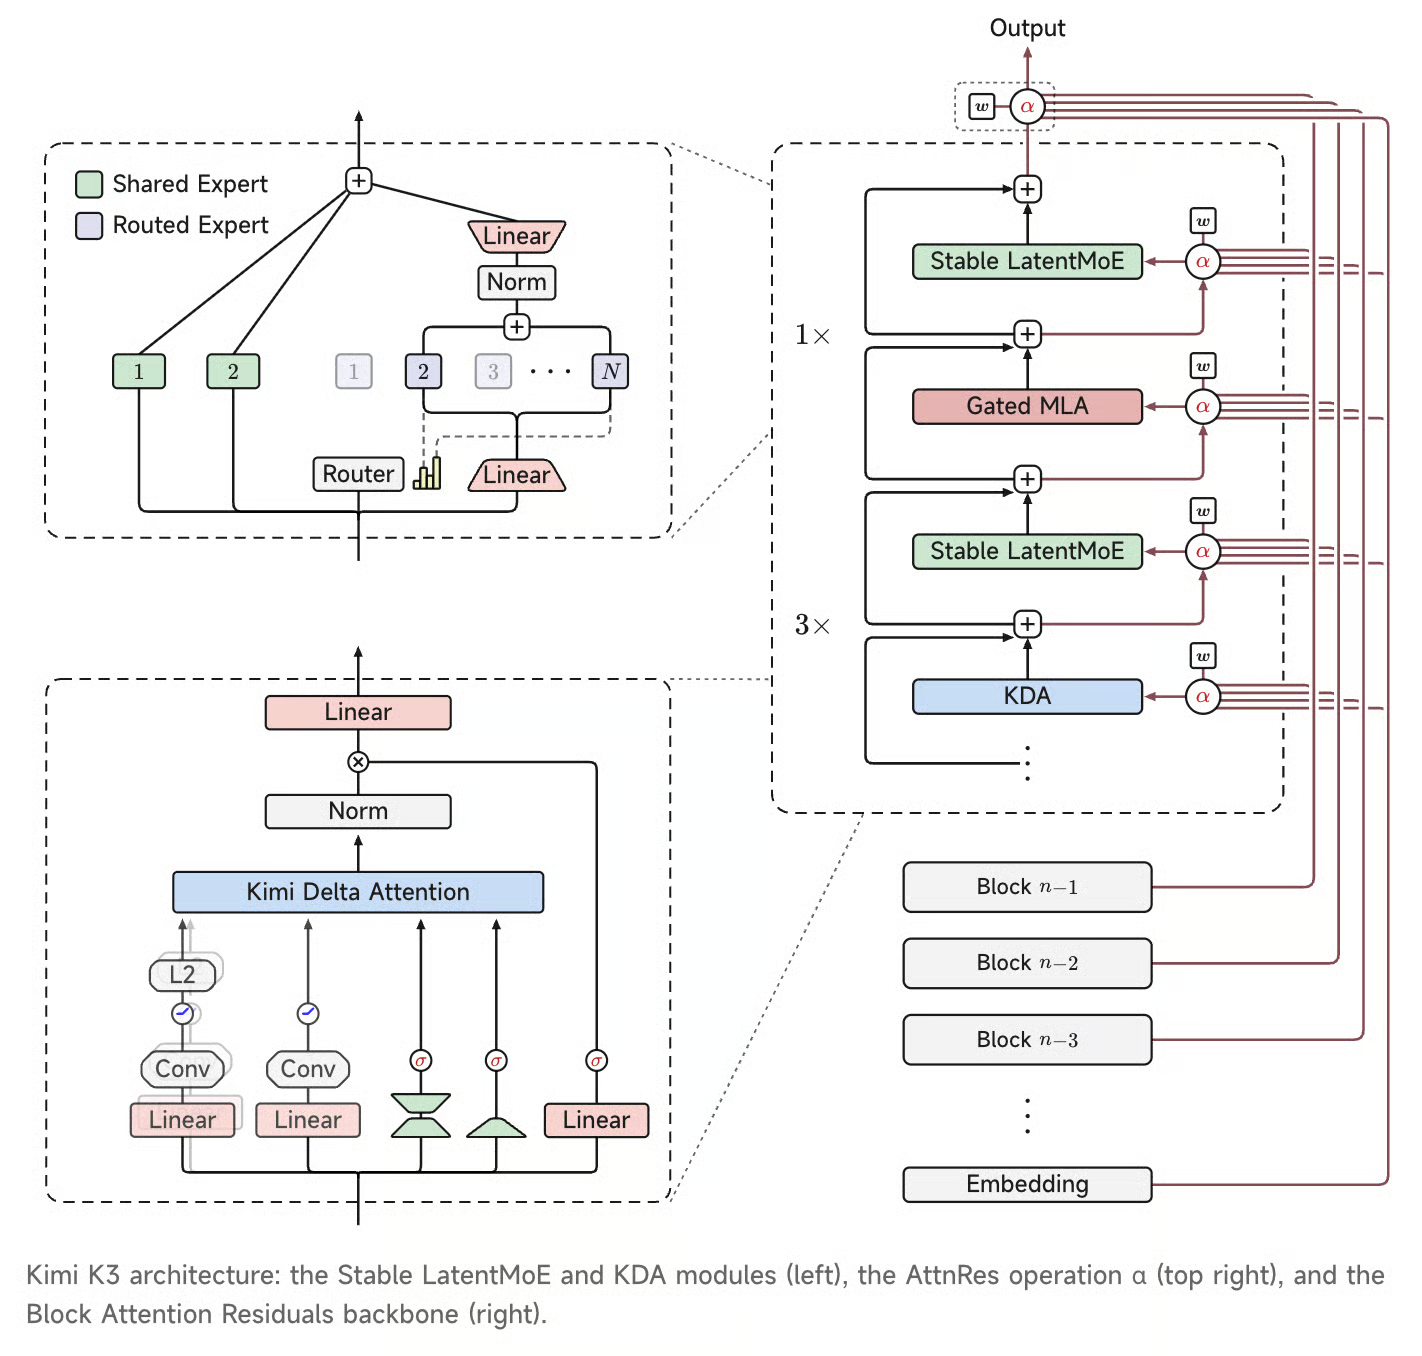 Output
w α
Shared Expert
Routed Expert
+
Linear
Norm
+
1 2 1 2 3 · · · N
Router Linear
+
w
Stable LatentMoE α
1× +
w
Gated MLA α
+
w
Stable LatentMoE α
3× +
w
KDA α
Linear
×
Norm
Kimi Delta Attention
L2
Conv Conv σ σ σ
Linear Linear Linear
Block n−1
Block n−2
Block n−3
Embedding
Kimi K3 architecture: the Stable LatentMoE and KDA modules (left), the AttnRes operation α (top right), and the
Block Attention Residuals backbone (right).